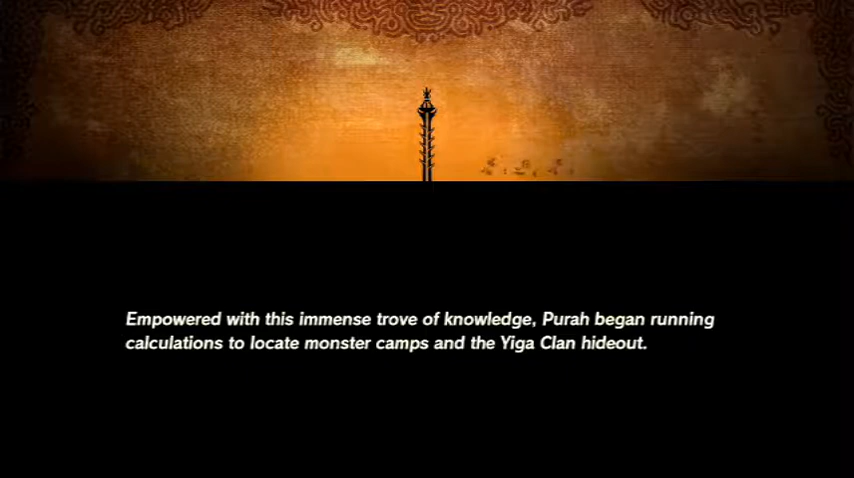 Empowered with this immense trove of knowledge, Purah began running
calculations to locate monster camps and the Yiga Clan hideout.